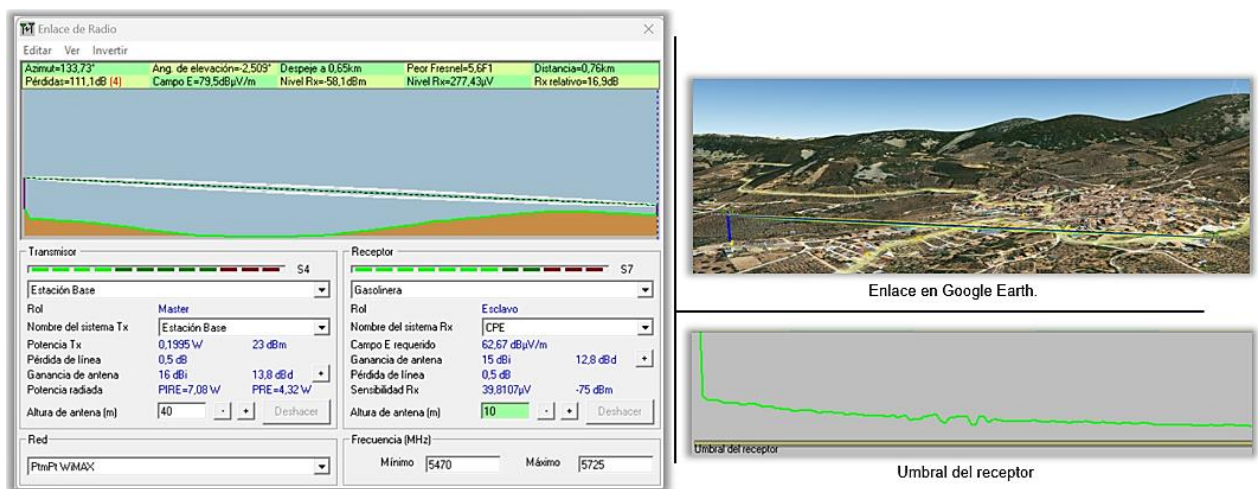 Enlace de Radio
Editar Ver Invertir
Azimut=133,73° Ang. de elevación=-2,509° Despeje a 0,65km Peor Fresnel=5,6F1 Distancia=0,76km
Pérdidas=111,1dB (4) Campo E=79,5dBµV/m Nivel Rx=-58,1dBm Nivel Rx=277,43µV Rx relativo=16,9dB
Transmisor
S4
Estación Base
Rol Master
Nombre del sistema Tx Estación Base
Potencia Tx 0,1995 W 23 dBm
Pérdida de línea 0,5 dB
Ganancia de antena 16 dBi 13,8 dBd +
Potencia radiada PIRE=7,08 W PRE=4,32 W
Altura de antena (m) 40 - + Deshacer
Receptor
S7
Gasolinera
Rol Esclavo
Nombre del sistema Rx CPE
Campo E requerido 62,67 dBµV/m
Ganancia de antena 15 dBi 12,8 dBd +
Pérdida de línea 0,5 dB
Sensibilidad Rx 39,8107µV -75 dBm
Altura de antena (m) 10 - + Deshacer
Red
PtmPt WiMAX
Frecuencia (MHz)
Mínimo 5470 Máximo 5725
Enlace en Google Earth.
Umbral del receptor
Umbral del receptor